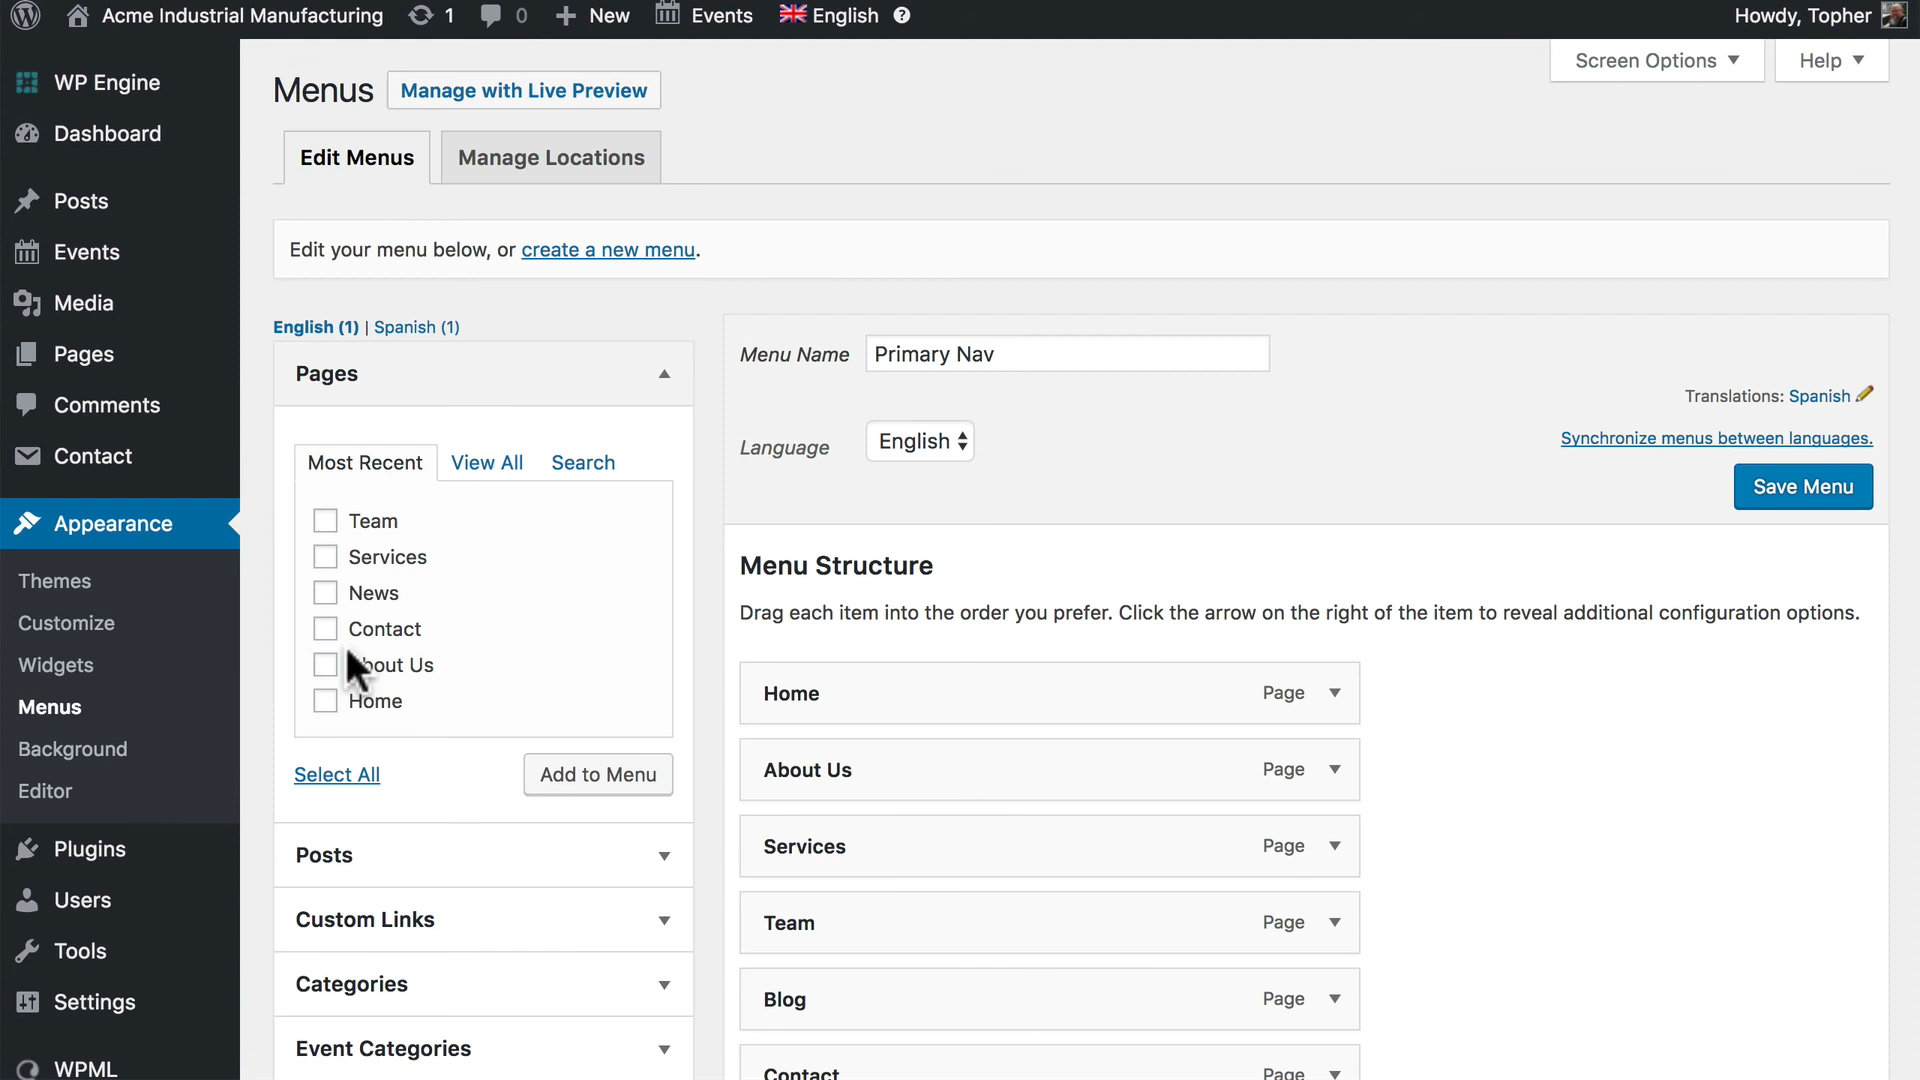 Acme Industrial Manufacturing 1 0 New Events English ? Howdy, Topher
WP Engine
Dashboard
Posts
Events
Media
Pages
Comments
Contact
Appearance
Themes
Customize
Widgets
Menus
Background
Editor
Plugins
Users
Tools
Settings
WPML
Screen Options Help
Menus Manage with Live Preview
Edit Menus Manage Locations
Edit your menu below, or create a new menu.
English (1) | Spanish (1)
Pages
Most Recent View All Search
Team
Services
News
Contact
About Us
Home
Select All Add to Menu
Posts
Custom Links
Categories
Event Categories
Menu Name Primary Nav
Translations: Spanish
Language English
Synchronize menus between languages.
Save Menu
Menu Structure
Drag each item into the order you prefer. Click the arrow on the right of the item to reveal additional configuration options.
Home Page
About Us Page
Services Page
Team Page
Blog Page
Contact Page